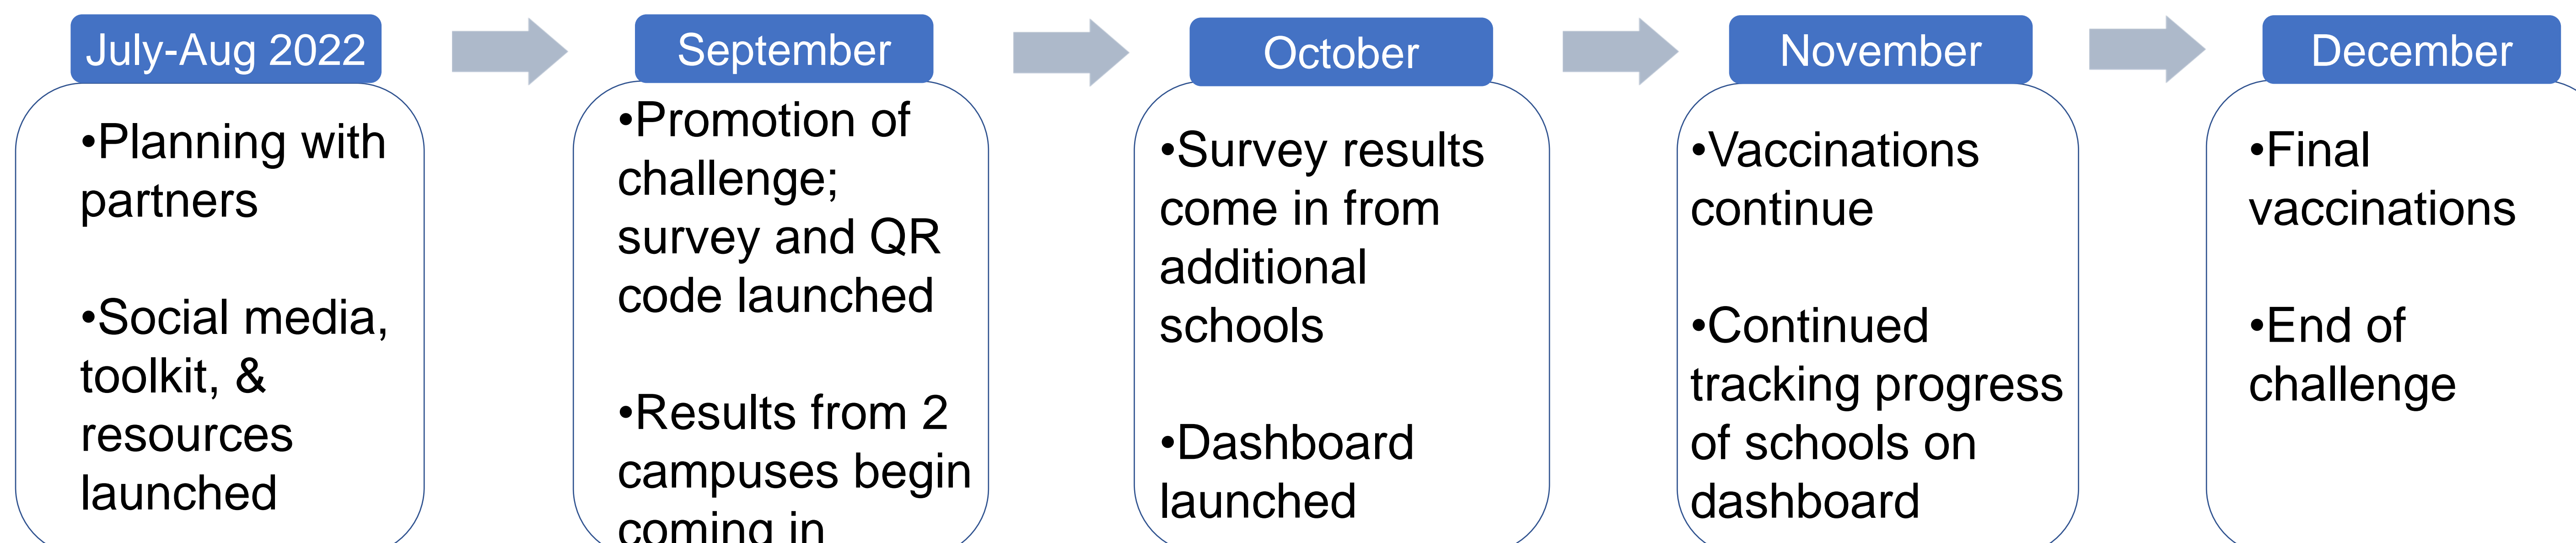 July-Aug 2022
•Planning with
partners
•Social media,
toolkit, &
resources
launched
September
•Promotion of
challenge;
survey and QR
code launched
•Results from 2
campuses begin
coming in
October
•Survey results
come in from
additional
schools
•Dashboard
launched
November
•Vaccinations
continue
•Continued
tracking progress
of schools on
dashboard
December
•Final
vaccinations
•End of
challenge